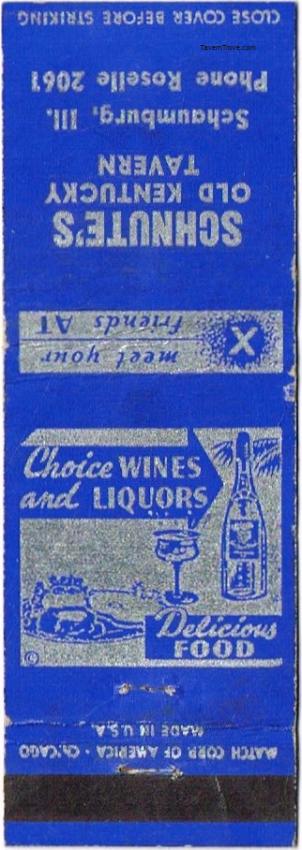 CLOSE COVER BEFORE STRIKING
TavernTrove.com
meet your
friends AT
X
SCHNUTE'S
OLD KENTUCKY
TAVERN
Schaumburg, Ill.
Phone Roselle 2061
Choice WINES
and LIQUORS
Delicious
FOOD
©
MATCH CORP OF AMERICA • CHICAGO
MADE IN U.S.A.